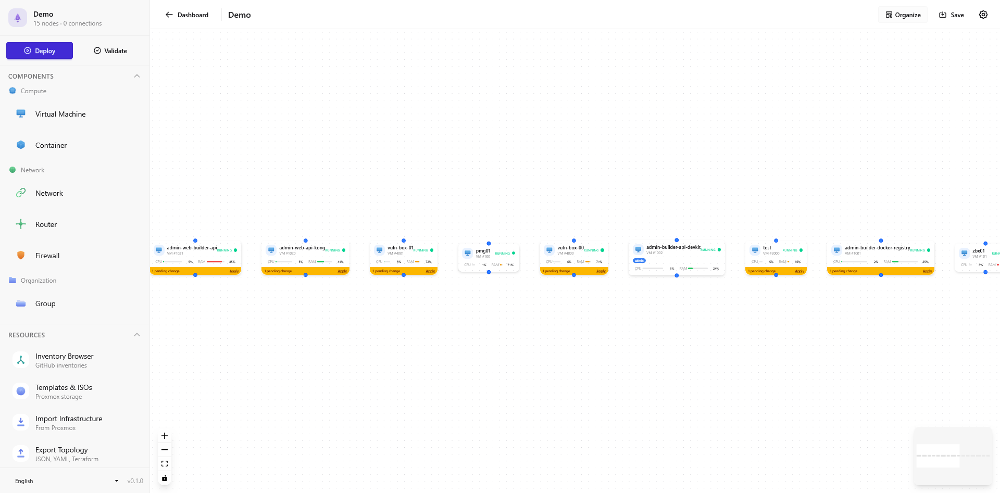 Demo
15 nodes · 0 connections
Deploy
Validate
COMPONENTS
Compute
Virtual Machine
Container
Network
Network
Router
Firewall
Organization
Group
RESOURCES
Inventory Browser
GitHub inventories
Templates & ISOs
Proxmox storage
Import Infrastructure
From Proxmox
Export Topology
JSON, YAML, Terraform
English
v0.1.0
Dashboard
Demo
Organize
Save
admin-web-builder-api
RUNNING
VM #1021
CPU 5% RAM 85%
1 pending change Apply
admin-web-api-kong
RUNNING
VM #1020
CPU 5% RAM 44%
1 pending change Apply
vuln-box-01
RUNNING
VM #4001
CPU 5% RAM 72%
1 pending change Apply
pmg01
RUNNING
VM #100
CPU 1% RAM 71%
vuln-box-00
RUNNING
VM #4000
CPU 6% RAM 71%
1 pending change Apply
admin-builder-api-devkit
RUNNING
VM #1002
admin
CPU 3% RAM 24%
test
RUNNING
VM #2000
CPU 5% RAM 66%
1 pending change Apply
admin-builder-docker-registry
RUNNING
VM #1001
CPU 2% RAM 25%
1 pending change Apply
zbx01
RUNN
VM #101
CPU 3% RAM